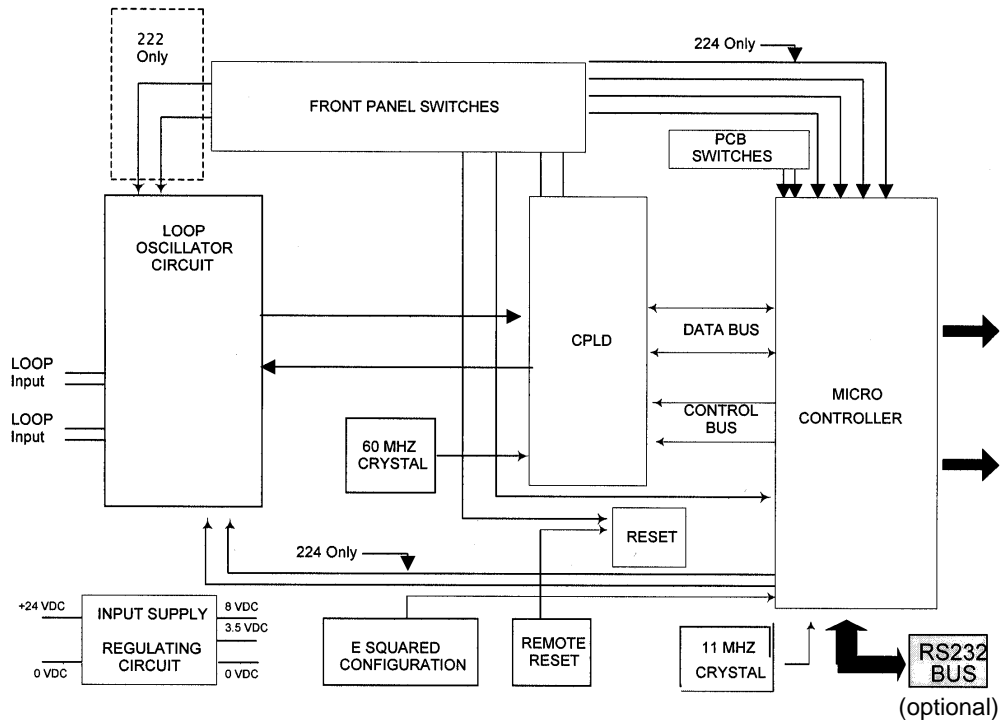 222
Only
224 Only
FRONT PANEL SWITCHES
PCB
SWITCHES
LOOP
OSCILLATOR
CIRCUIT
CPLD
DATA BUS
CONTROL
BUS
MICRO
CONTROLLER
LOOP
Input
LOOP
Input
60 MHZ
CRYSTAL
RESET
224 Only
+24 VDC
INPUT SUPPLY
8 VDC
3.5 VDC
REGULATING
CIRCUIT
0 VDC
0 VDC
E SQUARED
CONFIGURATION
REMOTE
RESET
11 MHZ
CRYSTAL
RS232
BUS
(optional)